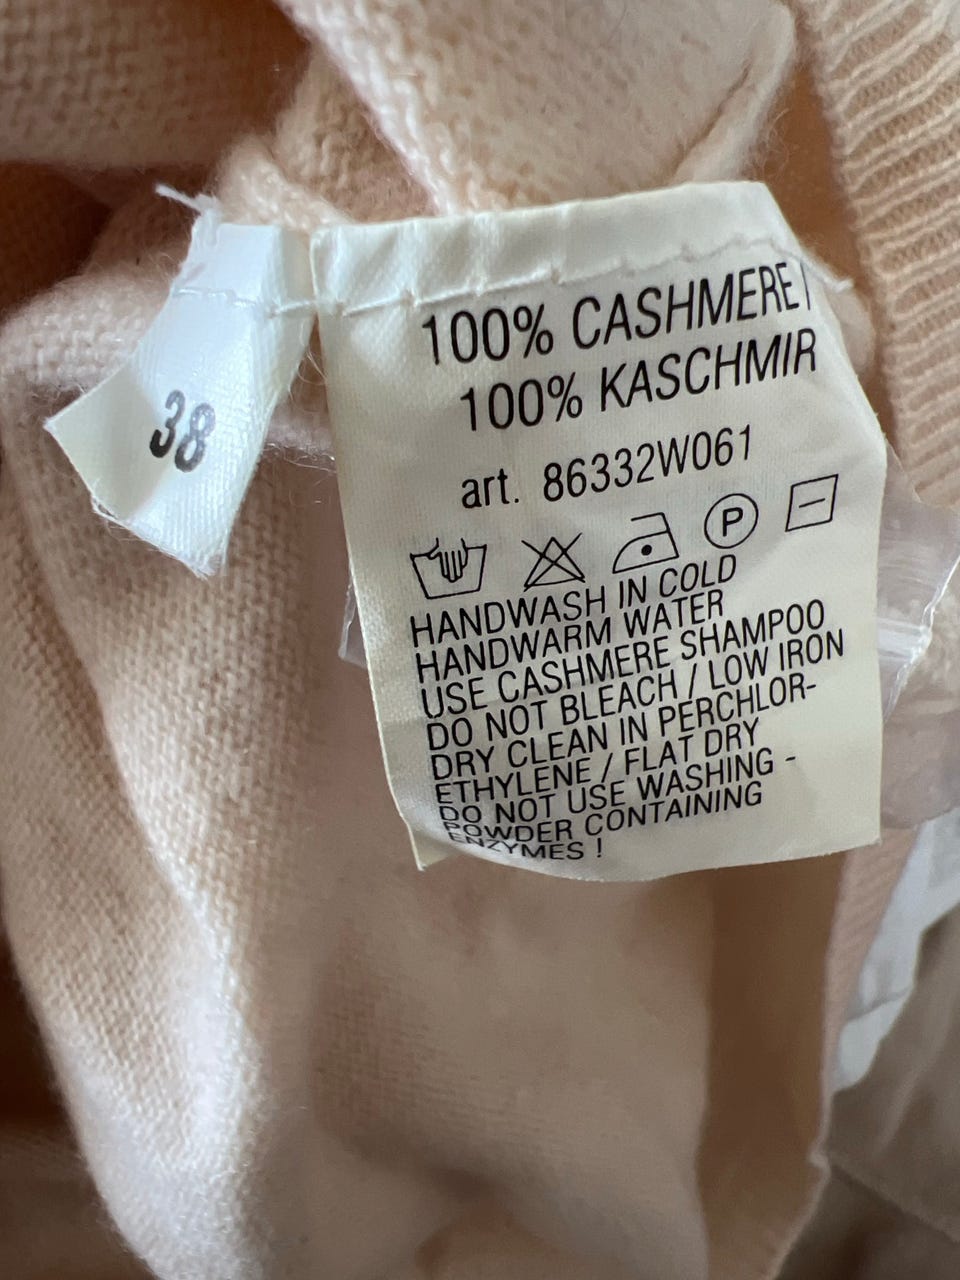 38
100% CASHMERE
100% KASCHMIR
art. 86332W061
P
HANDWASH IN COLD
HANDWARM WATER
USE CASHMERE SHAMPOO
DO NOT BLEACH / LOW IRON
DRY CLEAN IN PERCHLOR-
ETHYLENE / FLAT DRY
DO NOT USE WASHING -
POWDER CONTAINING
ENZYMES !